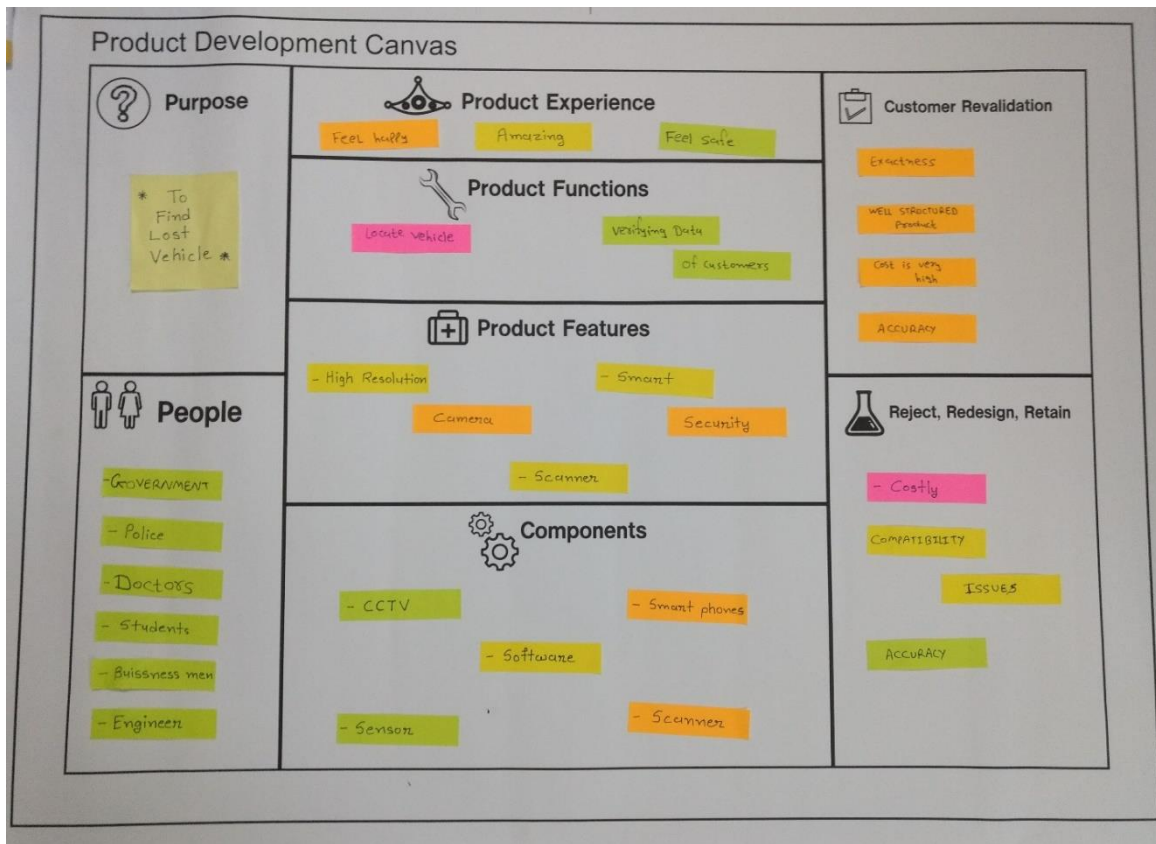 Product Development Canvas
Purpose
* To
Find
Lost
Vehicle *
People
-GOVERNMENT
- Police
-Doctors
- Students
- Buissness men
- Engineer
Product Experience
Feel happy
Amazing
Feel safe
Product Functions
Locate vehicle
Verifying Data
of customers
Product Features
- High Resolution
Camera
- Smart
Security
- Scanner
Components
- CCTV
- Smart phones
- Software
- Sensor
- Scanner
Customer Revalidation
Exactness
WELL STRUCTURED
Product
Cost is very
high
ACCURACY
Reject, Redesign, Retain
- Costly
COMPATIBILITY
ISSUES
ACCURACY